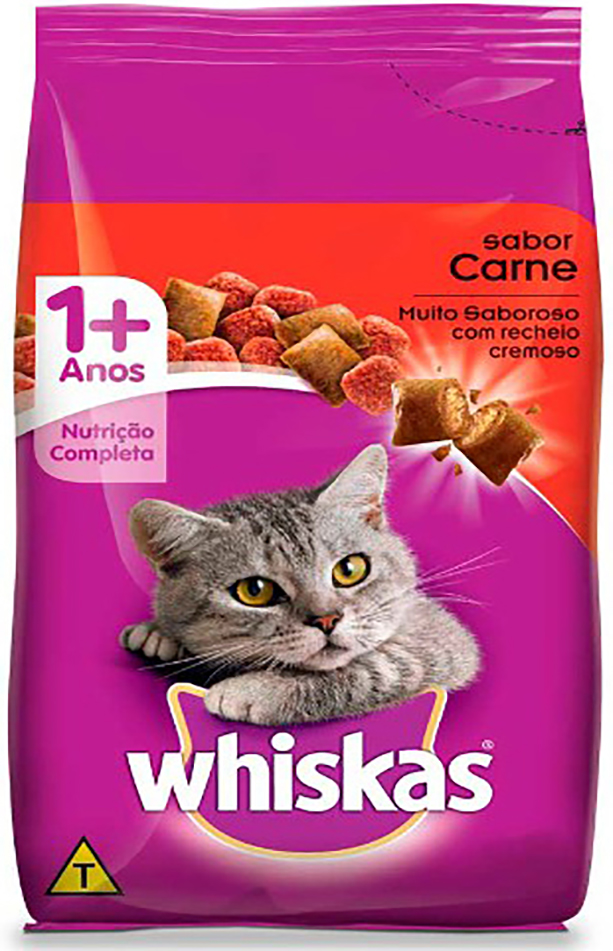 sabor
Carne
Muito Saboroso
com recheio
cremoso
1+
Anos
Nutrição
Completa
whiskas®
T